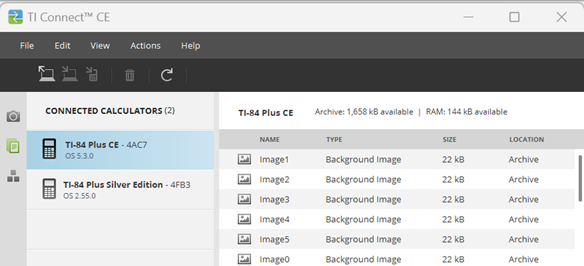 TI Connect™ CE
File Edit View Actions Help
CONNECTED CALCULATORS (2)
TI-84 Plus CE - 4AC7
OS 5.3.0
TI-84 Plus Silver Edition - 4FB3
OS 2.55.0
TI-84 Plus CE Archive: 1,658 kB available | RAM: 144 kB available
NAME TYPE SIZE LOCATION
Image1 Background Image 22 kB Archive
Image2 Background Image 22 kB Archive
Image3 Background Image 22 kB Archive
Image4 Background Image 22 kB Archive
Image5 Background Image 22 kB Archive
Image0 Background Image 22 kB Archive